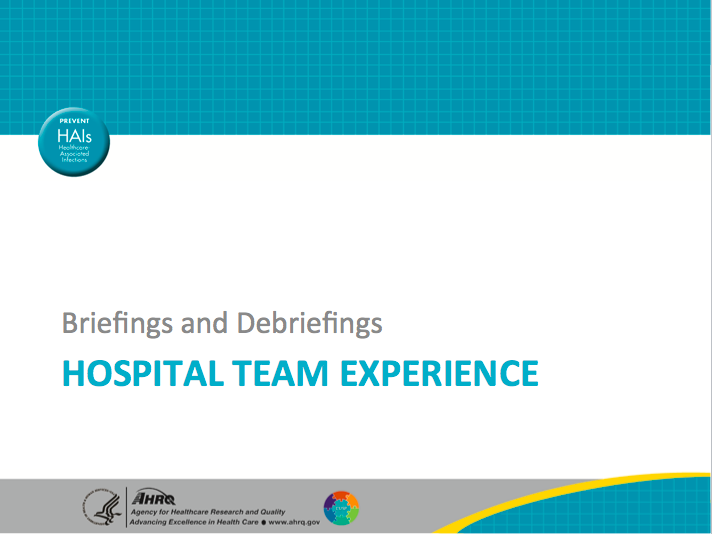 PREVENT
HAIs
Healthcare
Associated
Infections
Briefings and Debriefings
HOSPITAL TEAM EXPERIENCE
AHRQ
Agency for Healthcare Research and Quality
Advancing Excellence in Health Care ● www.ahrq.gov